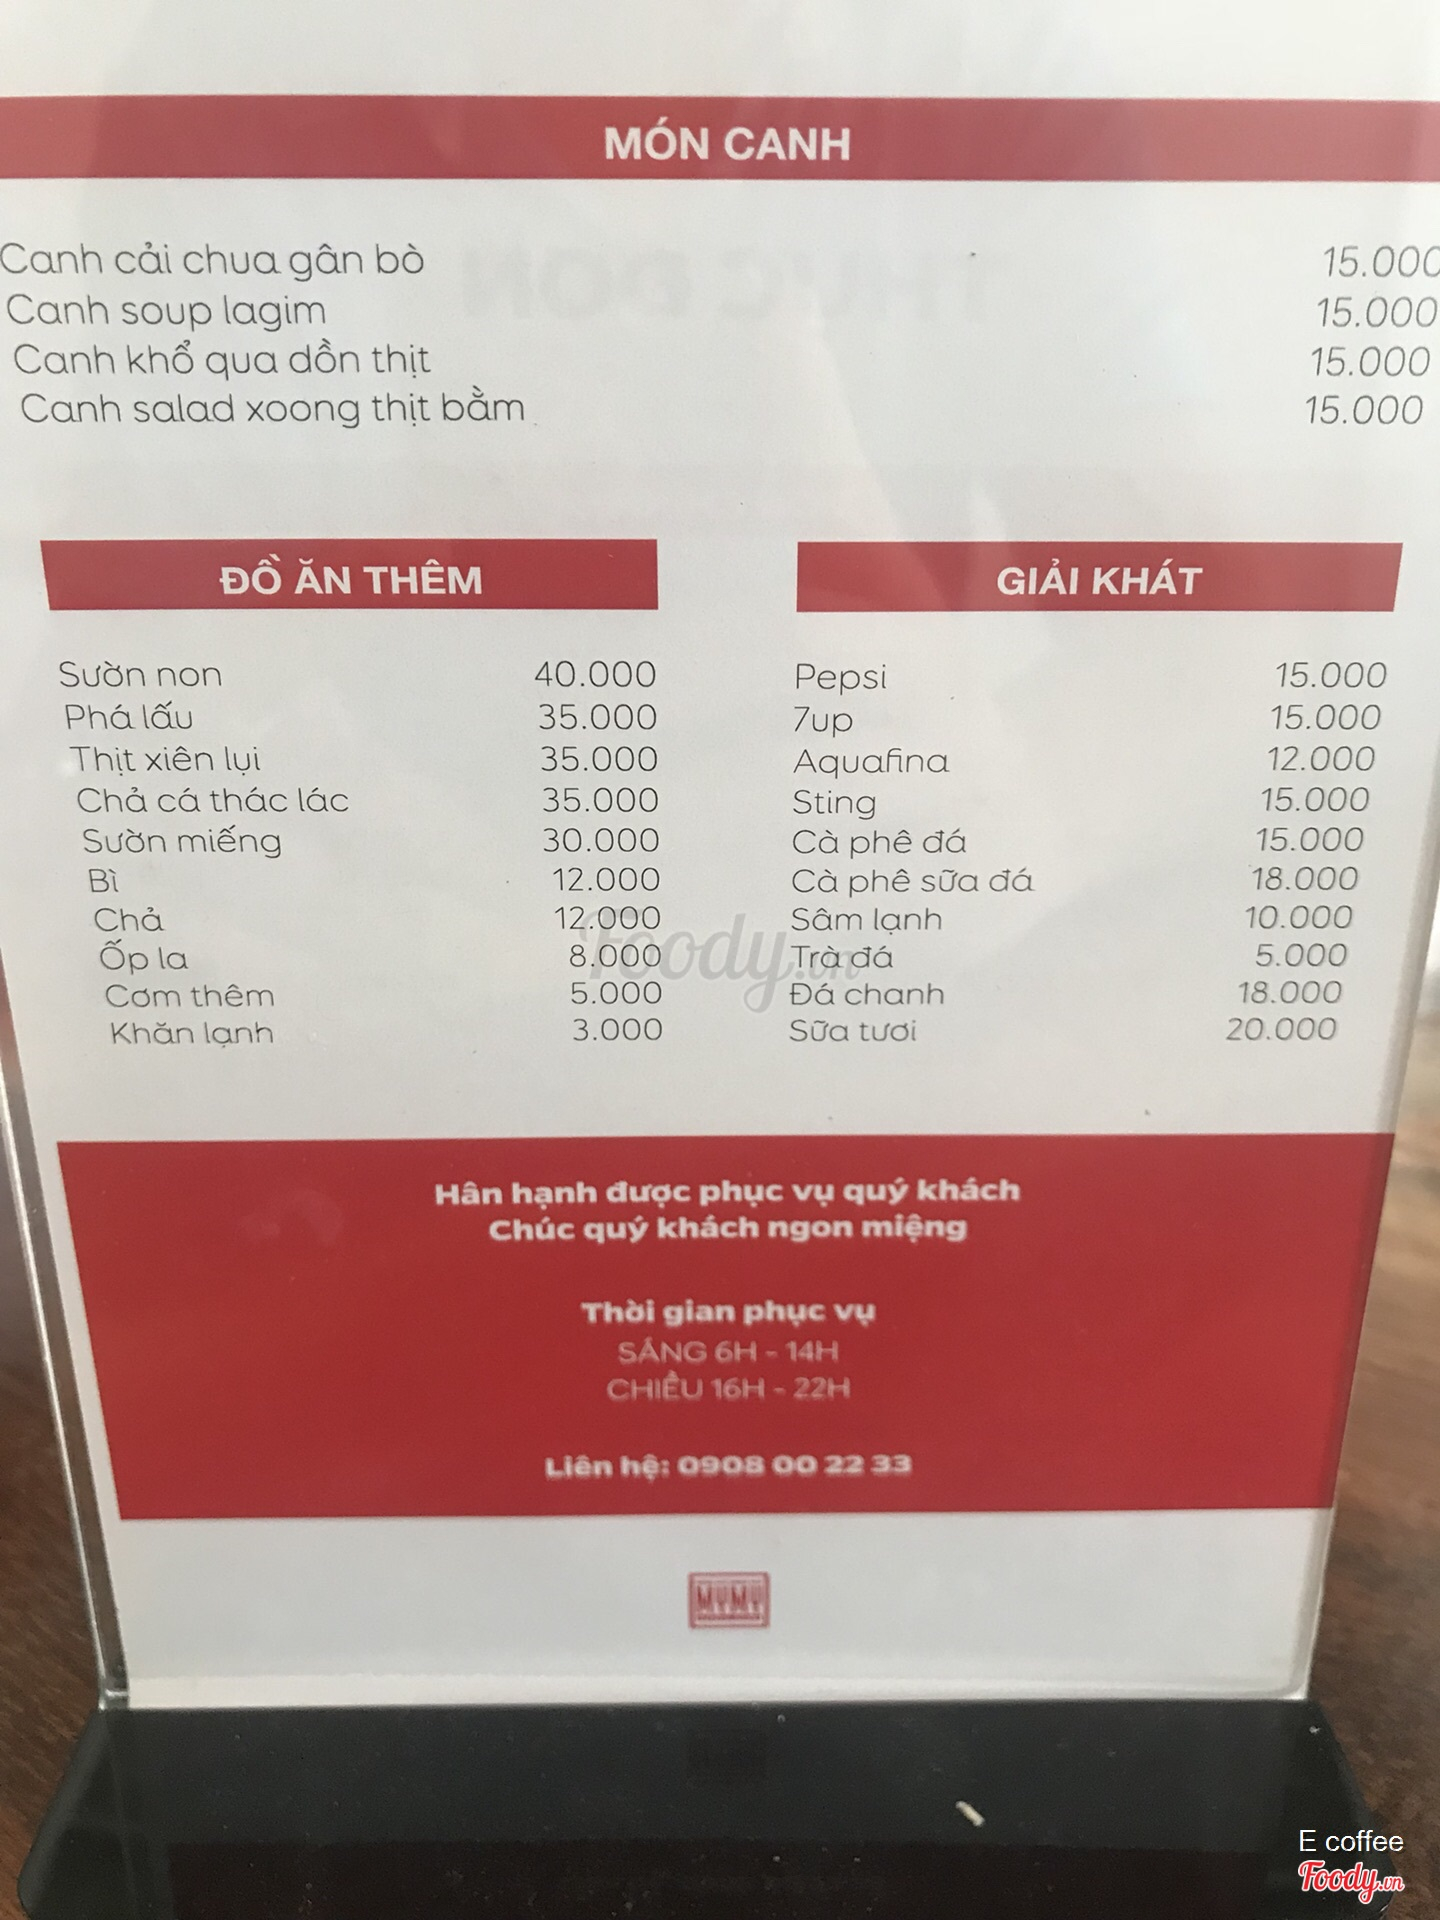 MÓN CANH
Canh cải chua gân bò 15.000
Canh soup lagim 15.000
Canh khổ qua dồn thịt 15.000
Canh salad xoong thịt bằm 15.000
ĐỒ ĂN THÊM
Sườn non 40.000
Phá lấu 35.000
Thịt xiên lụi 35.000
Chả cá thác lác 35.000
Sườn miếng 30.000
Bì 12.000
Chả 12.000
Ốp la 8.000
Cơm thêm 5.000
Khăn lạnh 3.000
GIẢI KHÁT
Pepsi 15.000
7up 15.000
Aquafina 12.000
Sting 15.000
Cà phê đá 15.000
Cà phê sữa đá 18.000
Sâm lạnh 10.000
Trà đá 5.000
Đá chanh 18.000
Sữa tươi 20.000
Foody.vn
Hân hạnh được phục vụ quý khách
Chúc quý khách ngon miệng
Thời gian phục vụ
SÁNG 6H - 14H
CHIỀU 16H - 22H
Liên hệ: 0908 00 22 33
MYMY
E coffee
Foody.vn